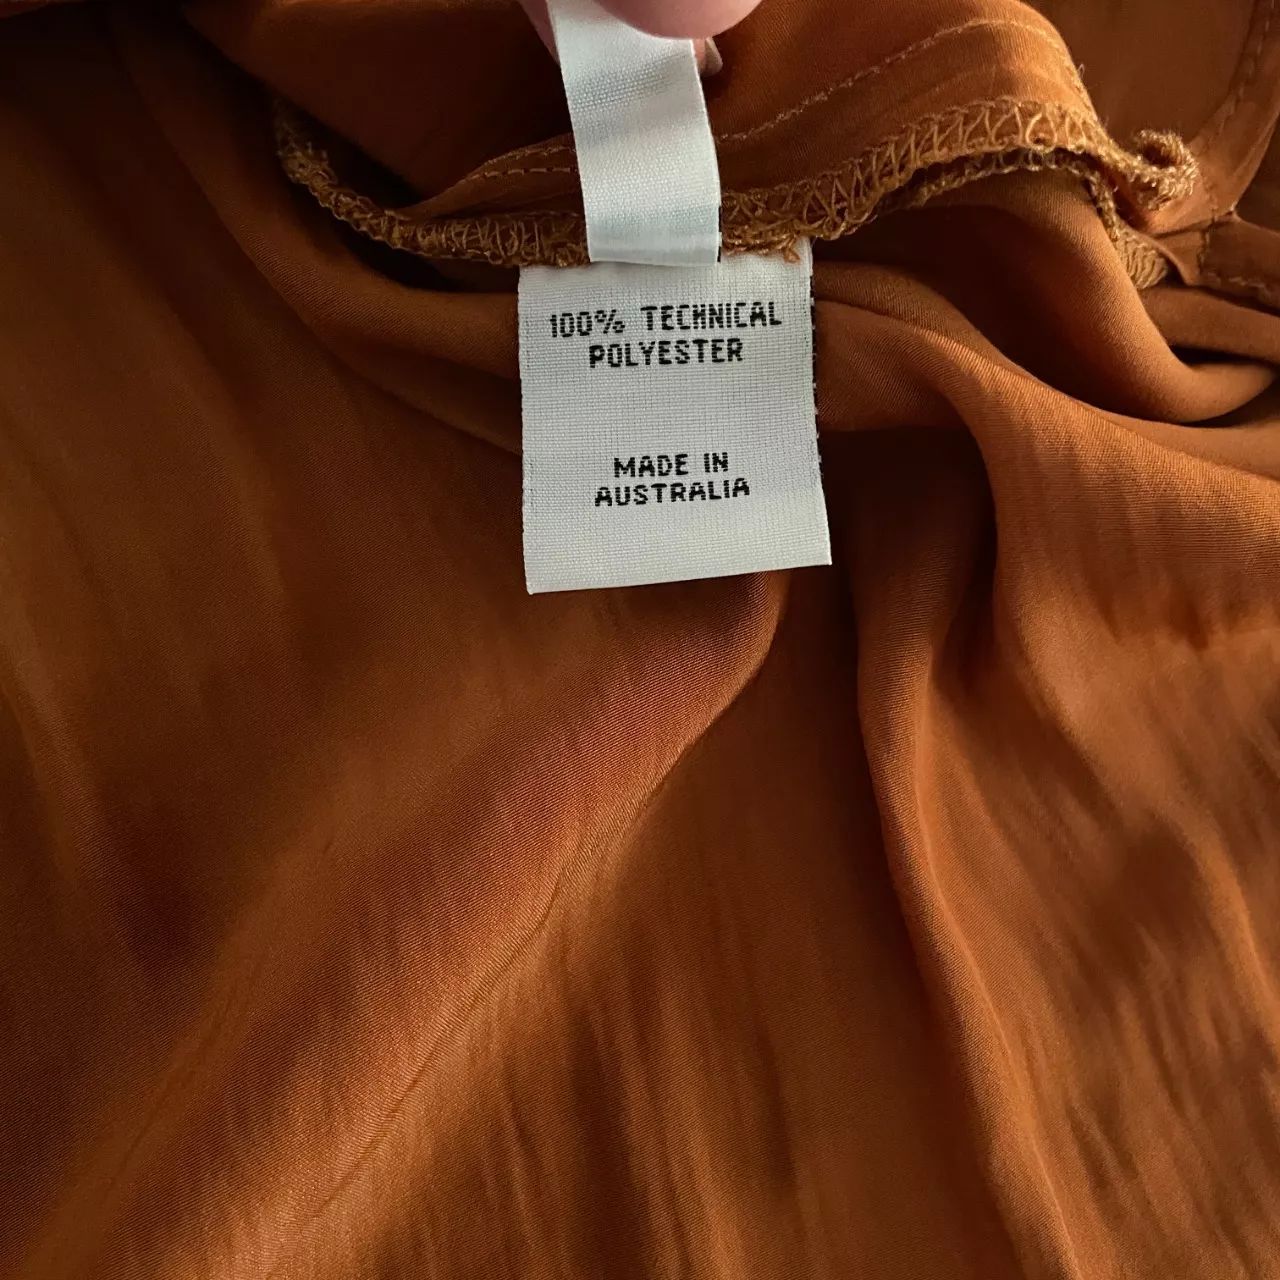 100% TECHNICAL
POLYESTER
MADE IN
AUSTRALIA